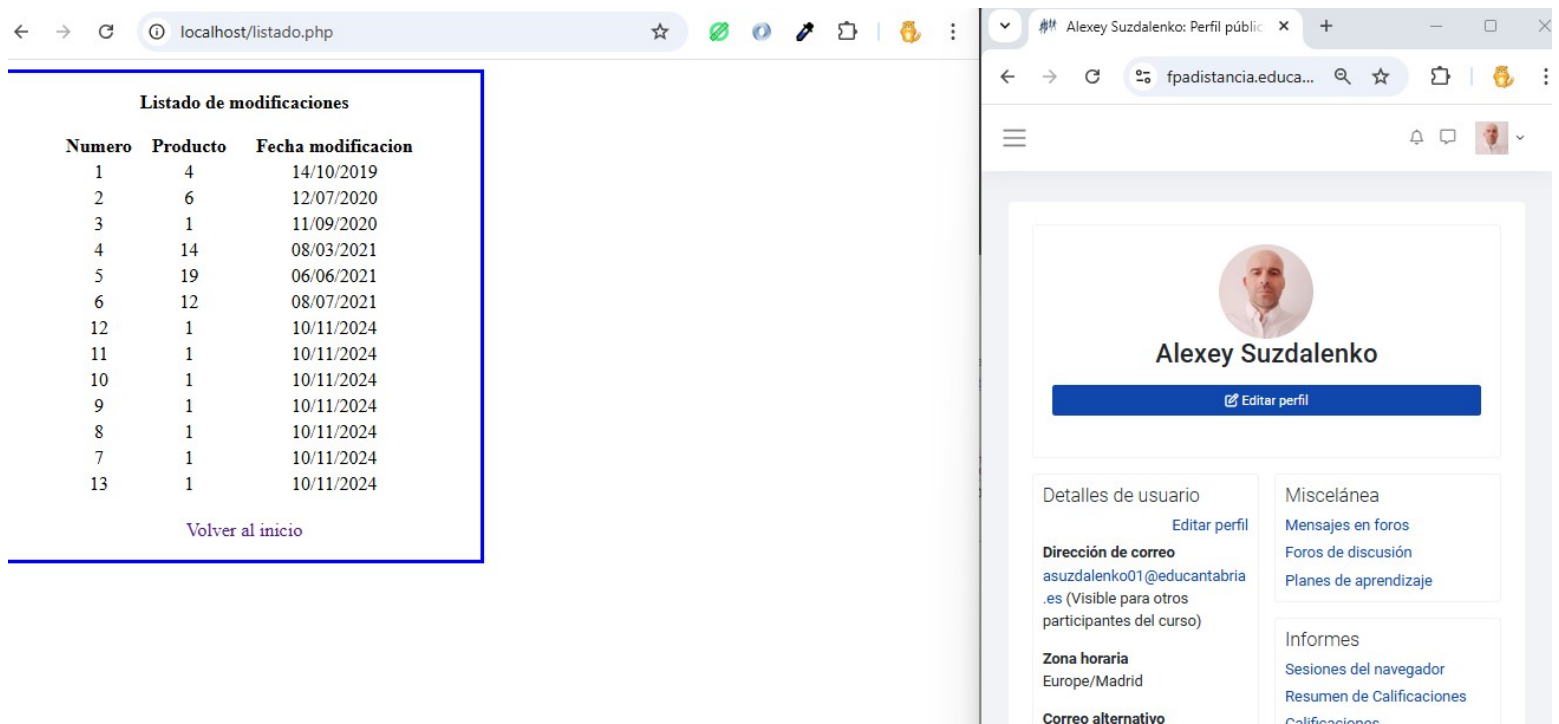 localhost/listado.php
Listado de modificaciones
Numero Producto Fecha modificacion
1 4 14/10/2019
2 6 12/07/2020
3 1 11/09/2020
4 14 08/03/2021
5 19 06/06/2021
6 12 08/07/2021
12 1 10/11/2024
11 1 10/11/2024
10 1 10/11/2024
9 1 10/11/2024
8 1 10/11/2024
7 1 10/11/2024
13 1 10/11/2024
Volver al inicio
Alexey Suzdalenko: Perfil públic
fpadistancia.educa...
Alexey Suzdalenko
Editar perfil
Detalles de usuario
Editar perfil
Dirección de correo
asuzdalenko01@educantabria
.es (Visible para otros
participantes del curso)
Zona horaria
Europe/Madrid
Correo alternativo
Miscelánea
Mensajes en foros
Foros de discusión
Planes de aprendizaje
Informes
Sesiones del navegador
Resumen de Calificaciones
Calificaciones